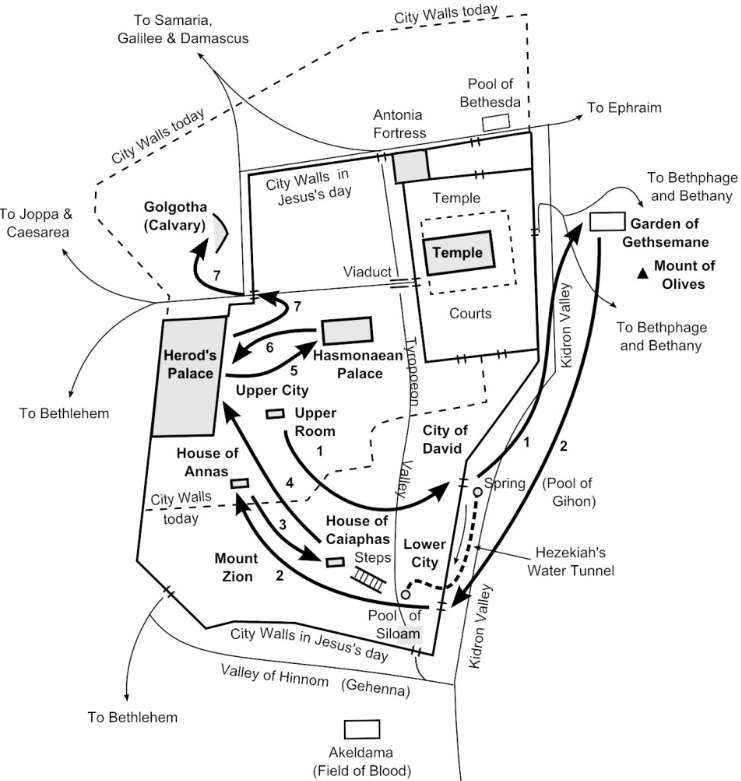 City Walls today
To Samaria,
Galilee & Damascus
Pool of
Bethesda
To Ephraim
Antonia
Fortress
City Walls today
City Walls in
Jesus's day
To Bethphage
and Bethany
Golgotha
(Calvary)
Temple
To Joppa &
Caesarea
Garden of
Gethsemane
Temple
Mount of
Olives
7
Viaduct
Kidron Valley
7
Courts
To Bethphage
and Bethany
6
Herod's
Palace
Hasmonaean
Palace
5
Tyropoeon
Valley
Upper City
To Bethlehem
Upper
Room
City of
David
1
1
2
House of
Annas
4
Spring (Pool of
Gihon)
City Walls
today
3
House of
Caiaphas
Steps
Lower
City
Hezekiah's
Water Tunnel
Mount
Zion
2
Pool of
Siloam
Kidron Valley
City Walls in Jesus's day
Valley of Hinnom (Gehenna)
To Bethlehem
Akeldama
(Field of Blood)